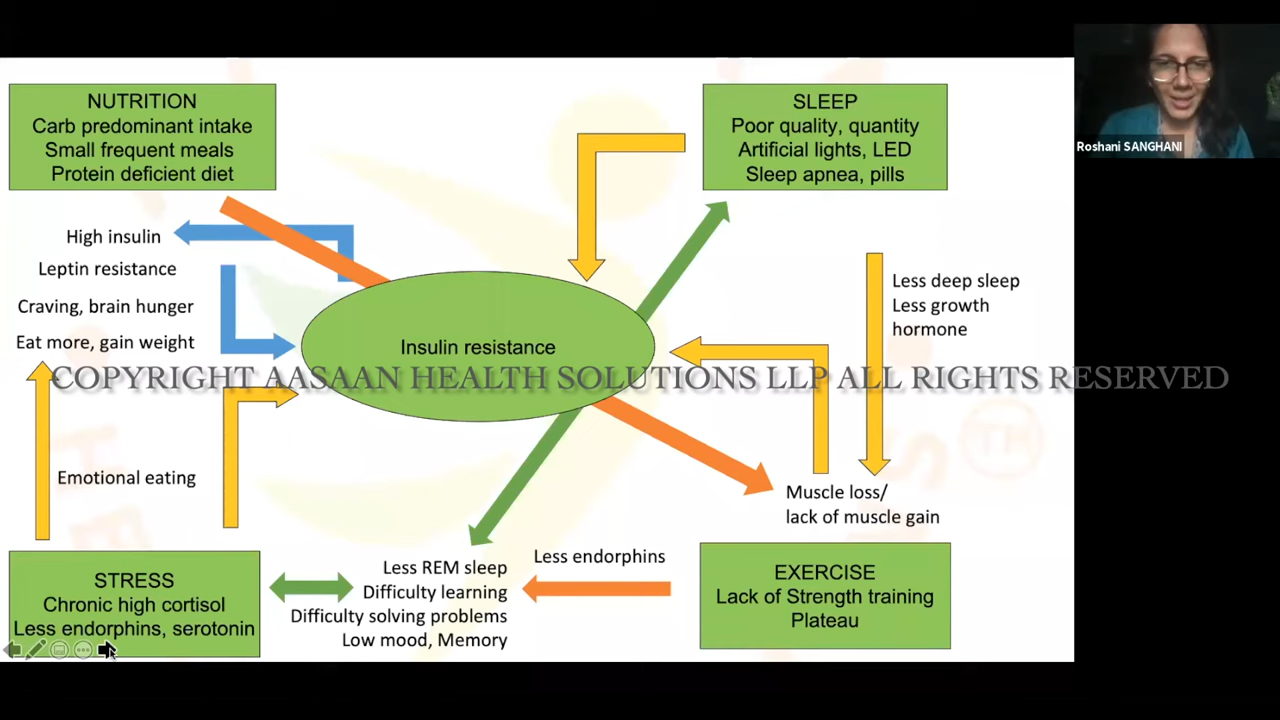 NUTRITION
Carb predominant intake
Small frequent meals
Protein deficient diet
SLEEP
Poor quality, quantity
Artificial lights, LED
Sleep apnea, pills
Roshani SANGHANI
High insulin
Leptin resistance
Craving, brain hunger
Eat more, gain weight
Less deep sleep
Less growth
hormone
Insulin resistance
COPYRIGHT AASAAN HEALTH SOLUTIONS LLP ALL RIGHTS RESERVED
Emotional eating
Muscle loss/
lack of muscle gain
STRESS
Chronic high cortisol
Less endorphins, serotonin
Less REM sleep
Difficulty learning
Difficulty solving problems
Low mood, Memory
Less endorphins
EXERCISE
Lack of Strength training
Plateau